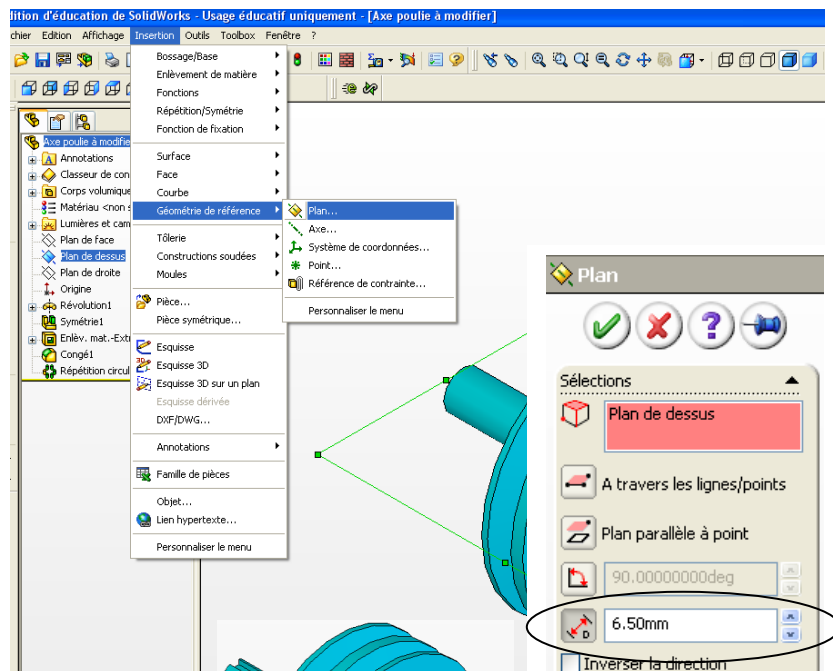 dition d'éducation de SolidWorks - Usage éducatif uniquement - [Axe poulie à modifier]
chier Edition Affichage Insertion Outils Toolbox Fenêtre ?
Axe poulie à modifie
Annotations
Classeur de con
Corps volumique
Matériau <non s
Lumières et cam
Plan de face
Plan de dessus
Plan de droite
Origine
Révolution1
Symétrie1
Enlèv. mat.-Extr
Congé1
Répétition circul
Bossage/Base
Enlèvement de matière
Fonctions
Répétition/Symétrie
Fonction de fixation
Surface
Face
Courbe
Géométrie de référence
Tôlerie
Constructions soudées
Moules
Pièce...
Pièce symétrique...
Esquisse
Esquisse 3D
Esquisse 3D sur un plan
Esquisse dérivée
DXF/DWG...
Annotations
Famille de pièces
Objet...
Lien hypertexte...
Personnaliser le menu
Plan...
Axe...
Système de coordonnées...
Point...
Référence de contrainte...
Personnaliser le menu
Plan
Sélections
Plan de dessus
A travers les lignes/points
Plan parallèle à point
90.00000000deg
D
6.50mm
Inverser la direction